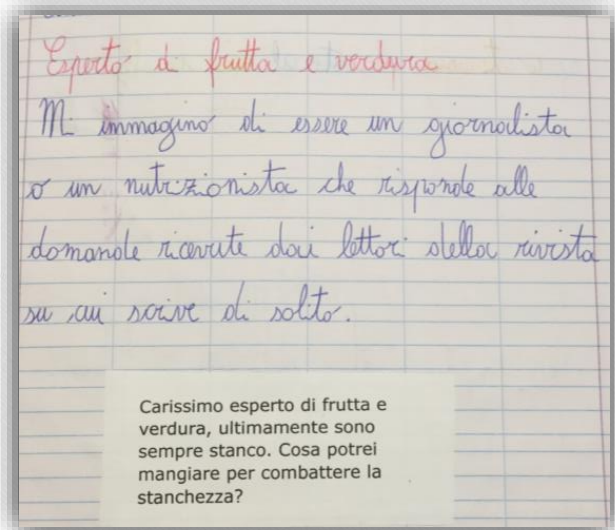 Esperto di frutta e verdura
Mi immagino di essere un giornalista
o un nutrizionista che risponde alle
domande ricevute dai lettori della rivista
su cui scrive di solito.
Carissimo esperto di frutta e
verdura, ultimamente sono
sempre stanco. Cosa potrei
mangiare per combattere la
stanchezza?